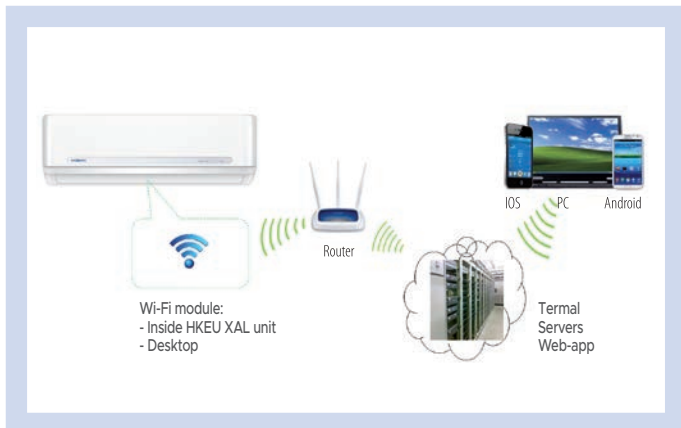 IOS PC Android
Router
Wi-Fi module:
- Inside HKEU XAL unit
- Desktop
Termal
Servers
Web-app